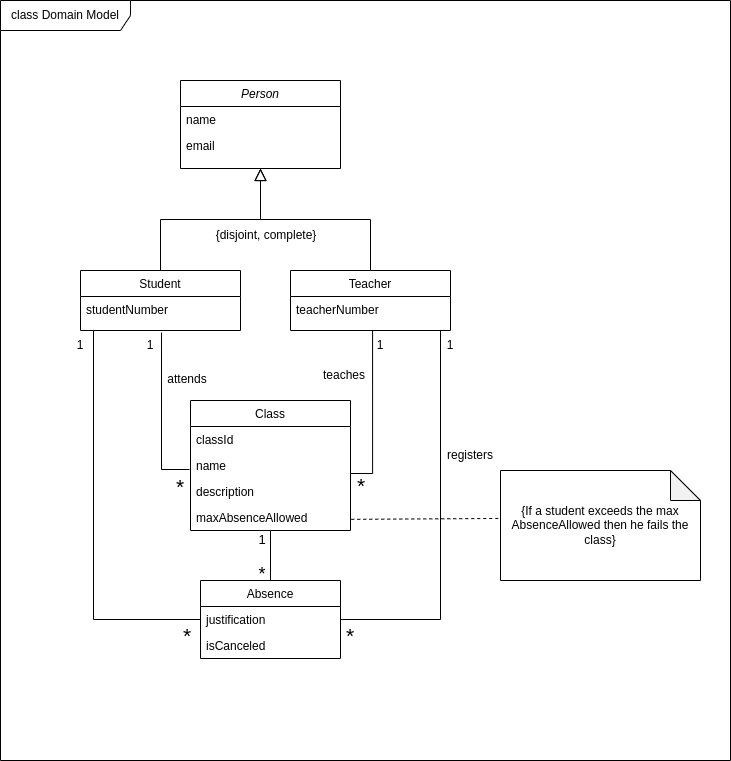 class Domain Model
Person
name
email
{disjoint, complete}
Student
studentNumber
Teacher
teacherNumber
1
1
1
1
attends
teaches
Class
classId
name
description
maxAbsenceAllowed
*
*
registers
{If a student exceeds the max
AbsenceAllowed then he fails the
class}
1
*
Absence
justification
isCanceled
*
*